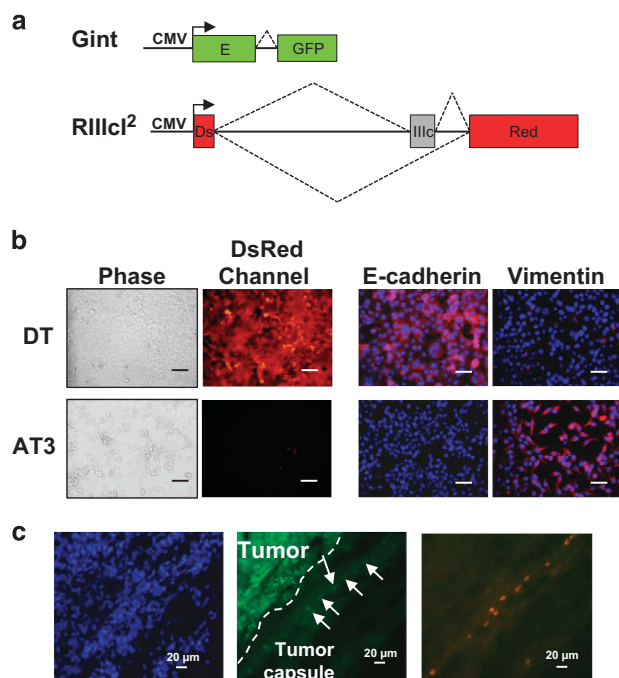 a
Gint
CMV
E
GFP
RIIIcI²
CMV
Ds
IIIc
Red
b
Phase
DsRed
Channel
E-cadherin
Vimentin
DT
AT3
c
Tumor
Tumor
capsule
20 µm
20 µm
20 µm